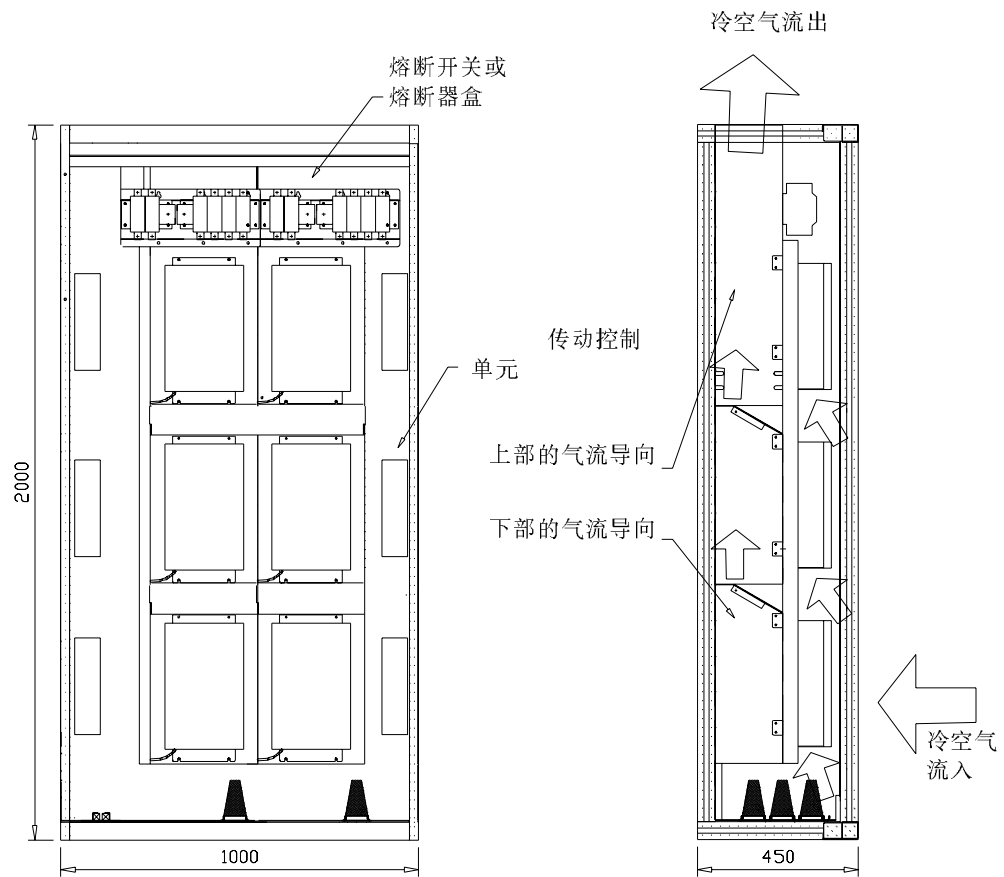 冷空气流出
熔断开关或
熔断器盒
传动控制
单元
上部的气流导向
下部的气流导向
2000
冷空气
流入
1000
450